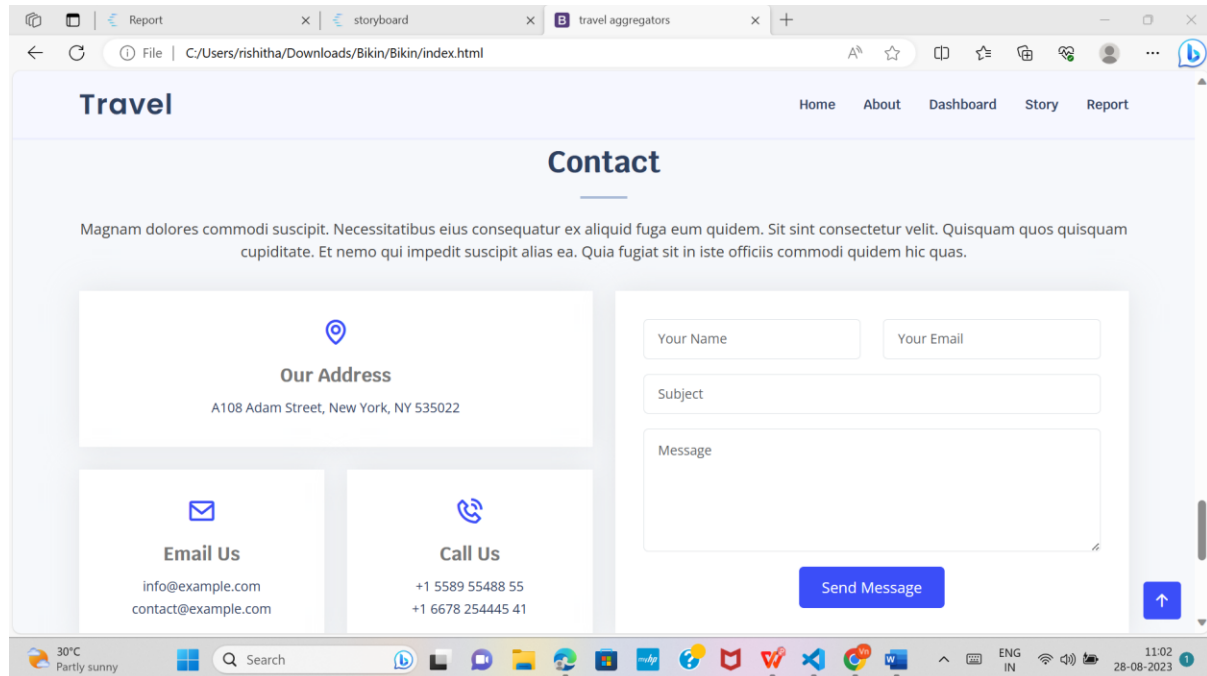 Report
storyboard
travel aggregators
File | C:/Users/rishitha/Downloads/Bikin/Bikin/index.html
Travel
Home About Dashboard Story Report
Contact
Magnam dolores commodi suscipit. Necessitatibus eius consequatur ex aliquid fuga eum quidem. Sit sint consectetur velit. Quisquam quos quisquam
cupiditate. Et nemo qui impedit suscipit alias ea. Quia fugiat sit in iste officiis commodi quidem hic quas.
Our Address
A108 Adam Street, New York, NY 535022
Email Us
info@example.com
contact@example.com
Call Us
+1 5589 55488 55
+1 6678 254445 41
Your Name
Your Email
Subject
Message
Send Message
30°C
Partly sunny
Search
ENG
IN
11:02
28-08-2023
1